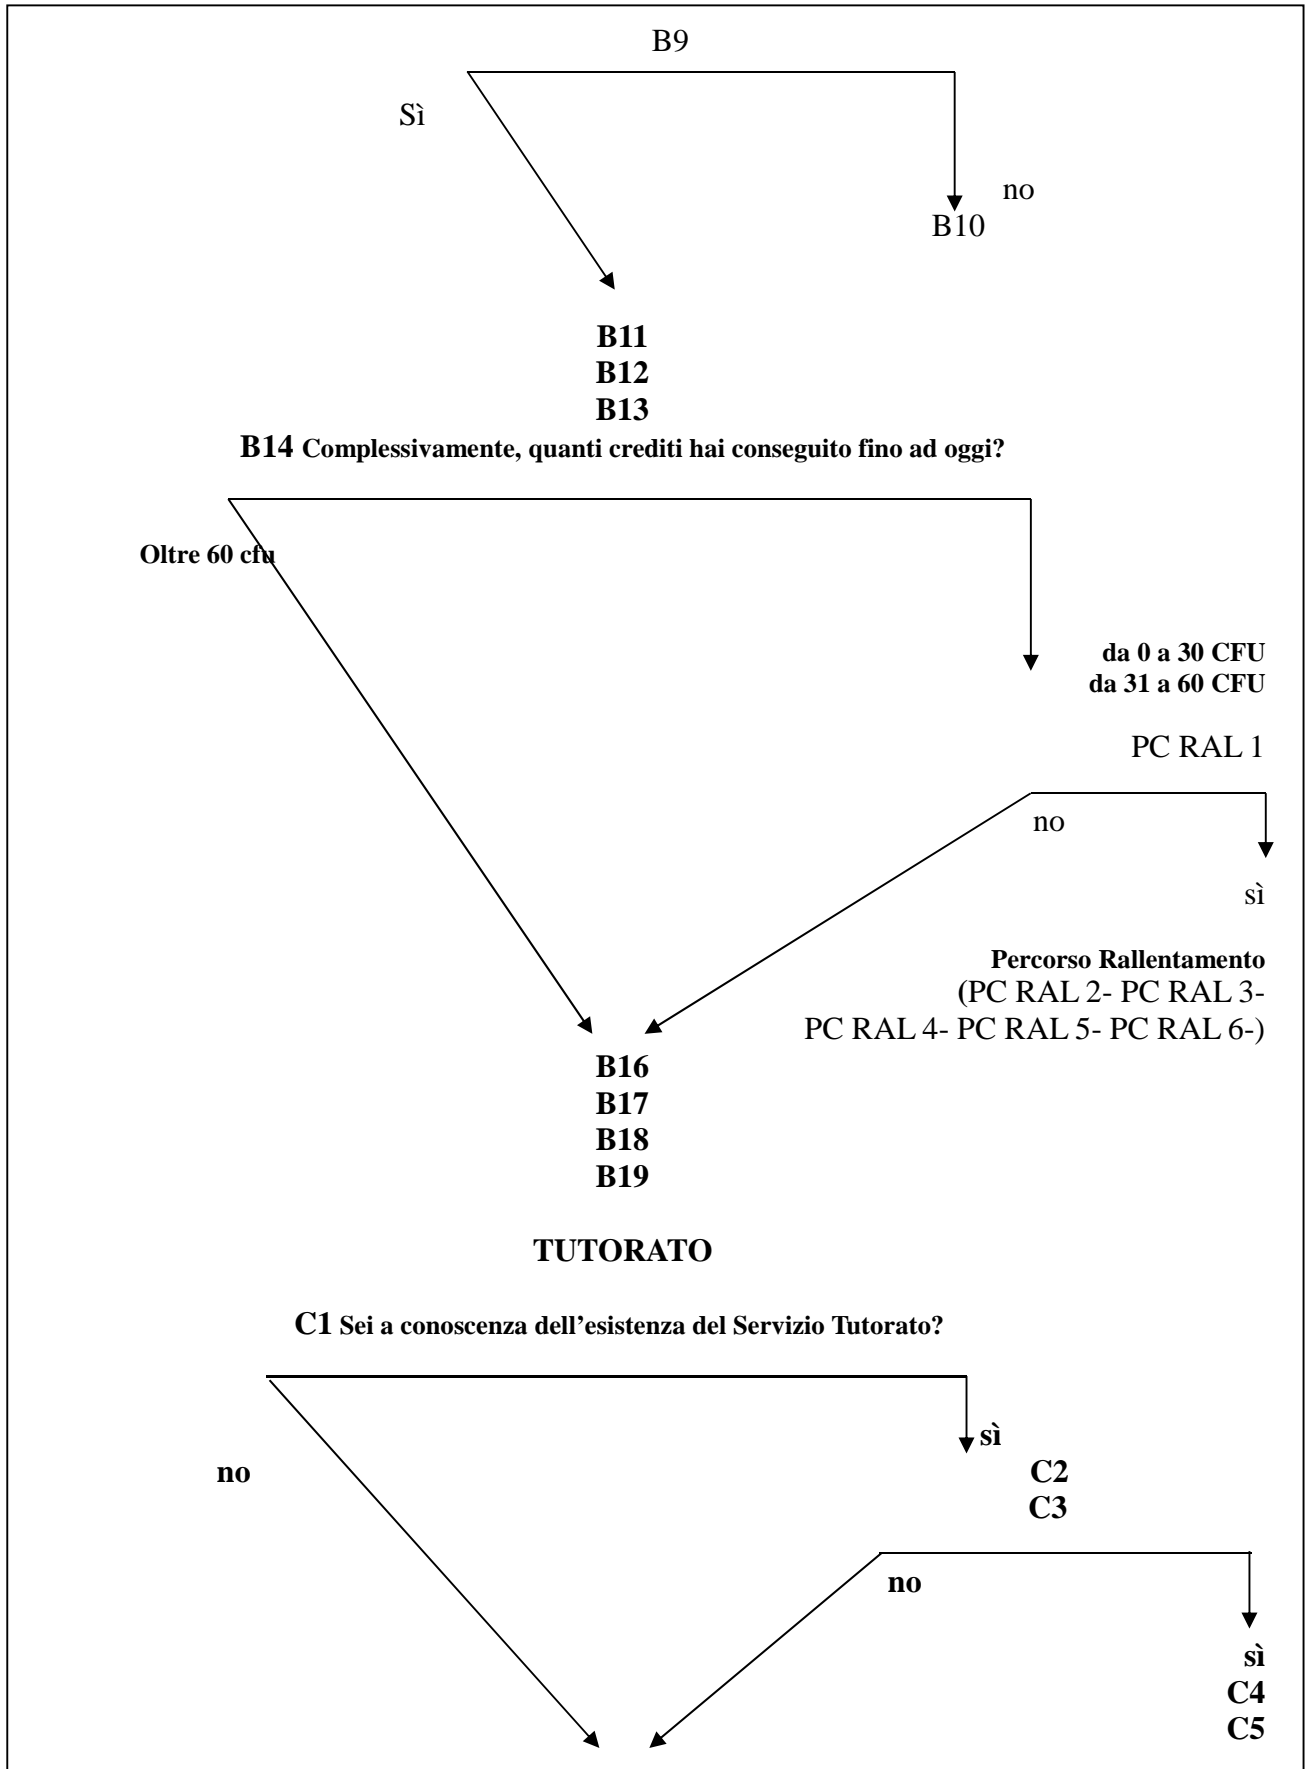 B9
Sì
no
B10
B11
B12
B13
B14 Complessivamente, quanti crediti hai conseguito fino ad oggi?
Oltre 60 cfu
da 0 a 30 CFU
da 31 a 60 CFU
PC RAL 1
no
sì
Percorso Rallentamento
(PC RAL 2- PC RAL 3-
PC RAL 4- PC RAL 5- PC RAL 6-)
B16
B17
B18
B19
TUTORATO
C1 Sei a conoscenza dell’esistenza del Servizio Tutorato?
sì
no
C2
C3
no
sì
C4
C5